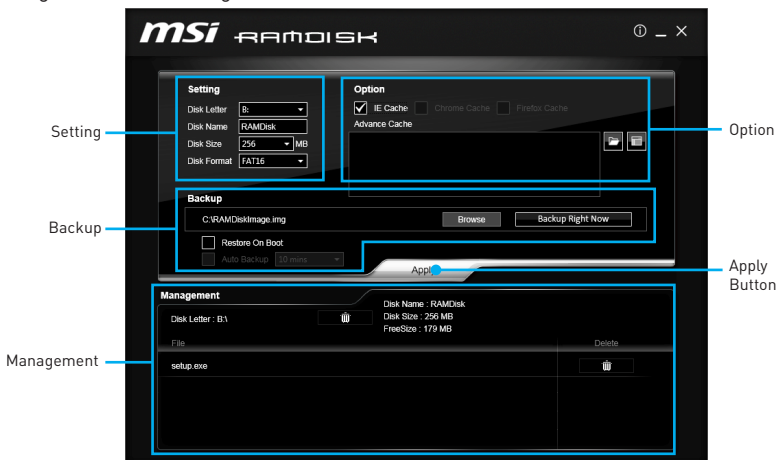 msi RAMDISK
Setting
Disk Letter B:
Disk Name RAMDisk
Disk Size 256 MB
Disk Format FAT16
Option
IE Cache Chrome Cache Firefox Cache
Advance Cache
Setting
Option
Backup
C:\RAMDiskImage.img Browse Backup Right Now
Restore On Boot
Auto Backup 10 mins
Backup
Apply
Apply
Button
Management
Disk Letter : B:\
Disk Name : RAMDisk
Disk Size : 256 MB
FreeSize : 179 MB
File Delete
setup.exe
Management